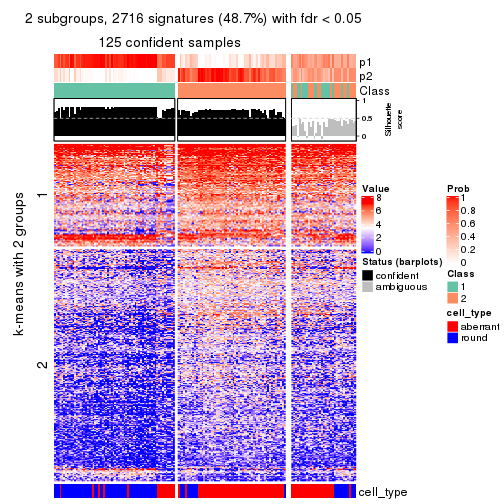 2 subgroups, 2716 signatures (48.7%) with fdr < 0.05
125 confident samples
p1
p2
Class
1
0.5
0
Silhouette
score
k-means with 2 groups
1
2
cell_type
Value
8
6
4
2
0
Status (barplots)
confident
ambiguous
Prob
1
0.8
0.6
0.4
0.2
0
Class
1
2
cell_type
aberrant
round